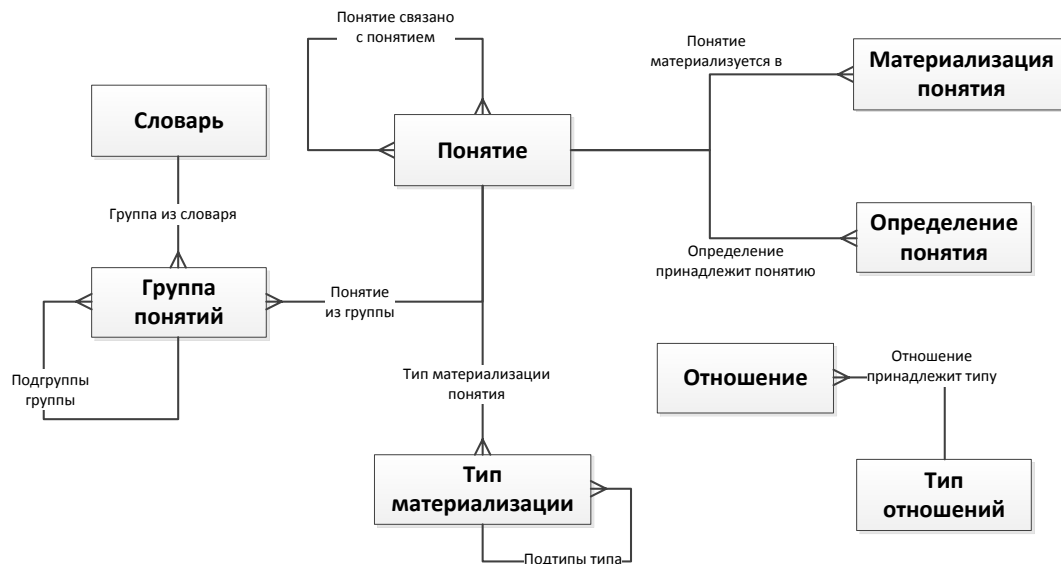 Понятие связано
с понятием
Понятие
материализуется в
Материализация
понятия
Словарь
Понятие
Группа из словаря
Определение
принадлежит понятию
Определение
понятия
Группа
понятий
Понятие
из группы
Подгруппы
группы
Тип материализации
понятия
Отношение
Отношение
принадлежит типу
Тип
материализации
Подтипы типа
Тип
отношений